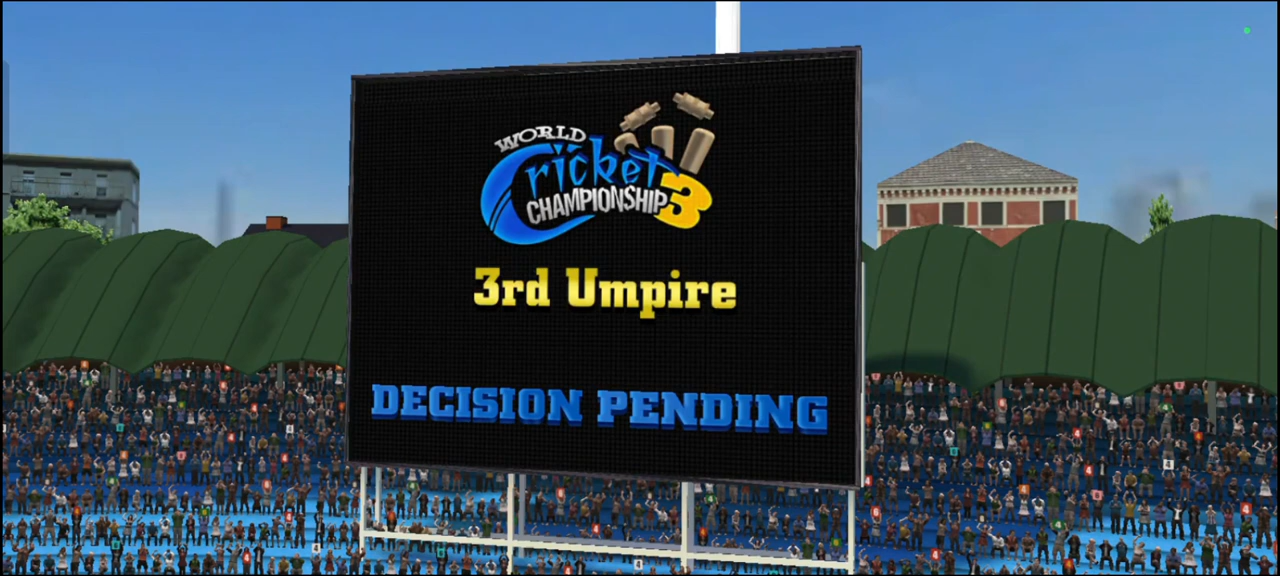 WORLD
Cricket
CHAMPIONSHIP 3
3rd Umpire
DECISION PENDING